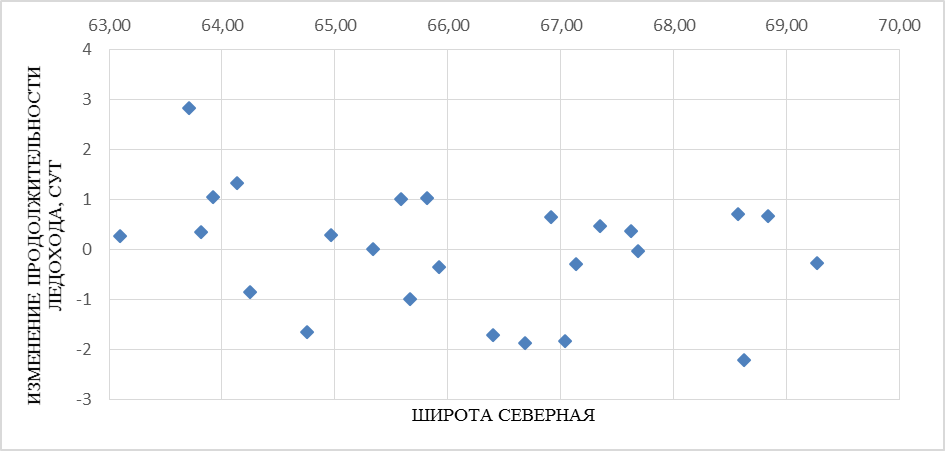 63,00 64,00 65,00 66,00 67,00 68,00 69,00 70,00
4
3
2
1
0
-1
-2
-3
ИЗМЕНЕНИЕ ПРОДОЛЖИТЕЛЬНОСТИ
ЛЕДОХОДА, СУТ
ШИРОТА СЕВЕРНАЯ